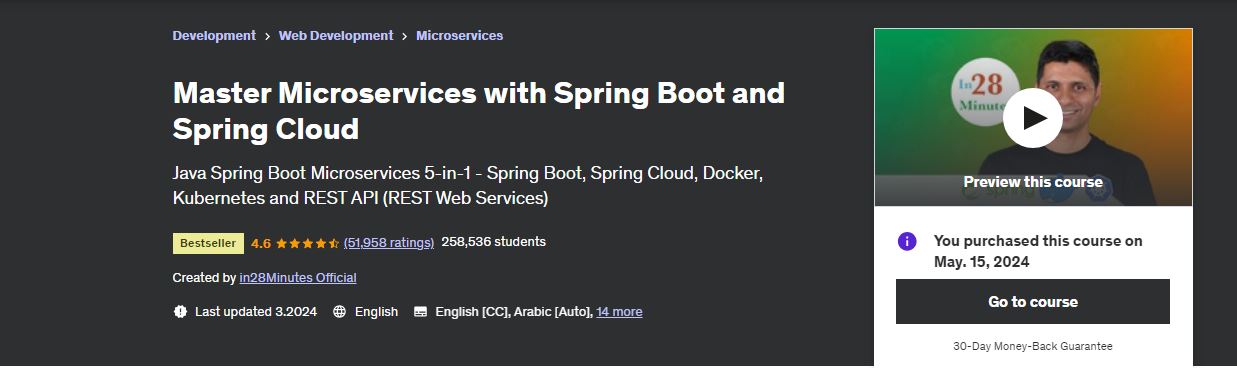 Development > Web Development > Microservices
Master Microservices with Spring Boot and
Spring Cloud
Java Spring Boot Microservices 5-in-1 - Spring Boot, Spring Cloud, Docker,
Kubernetes and REST API (REST Web Services)
Bestseller 4.6 (51,958 ratings) 258,536 students
Created by in28Minutes Official
Last updated 3.2024 English English [CC], Arabic [Auto], 14 more
In28
Preview this course
You purchased this course on
May. 15, 2024
Go to course
30-Day Money-Back Guarantee